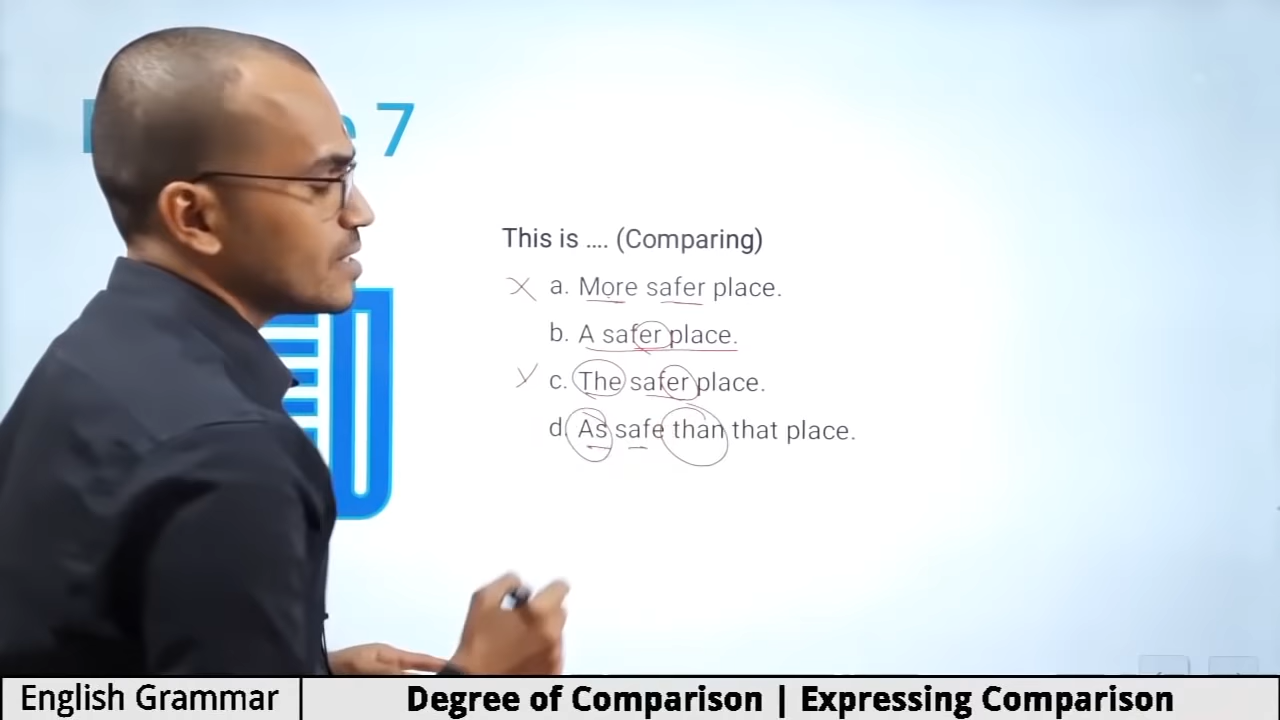 7
This is .... (Comparing)
a. More safer place.
b. A safer place.
c. The safer place.
d. As safe than that place.
English Grammar
Degree of Comparison | Expressing Comparison